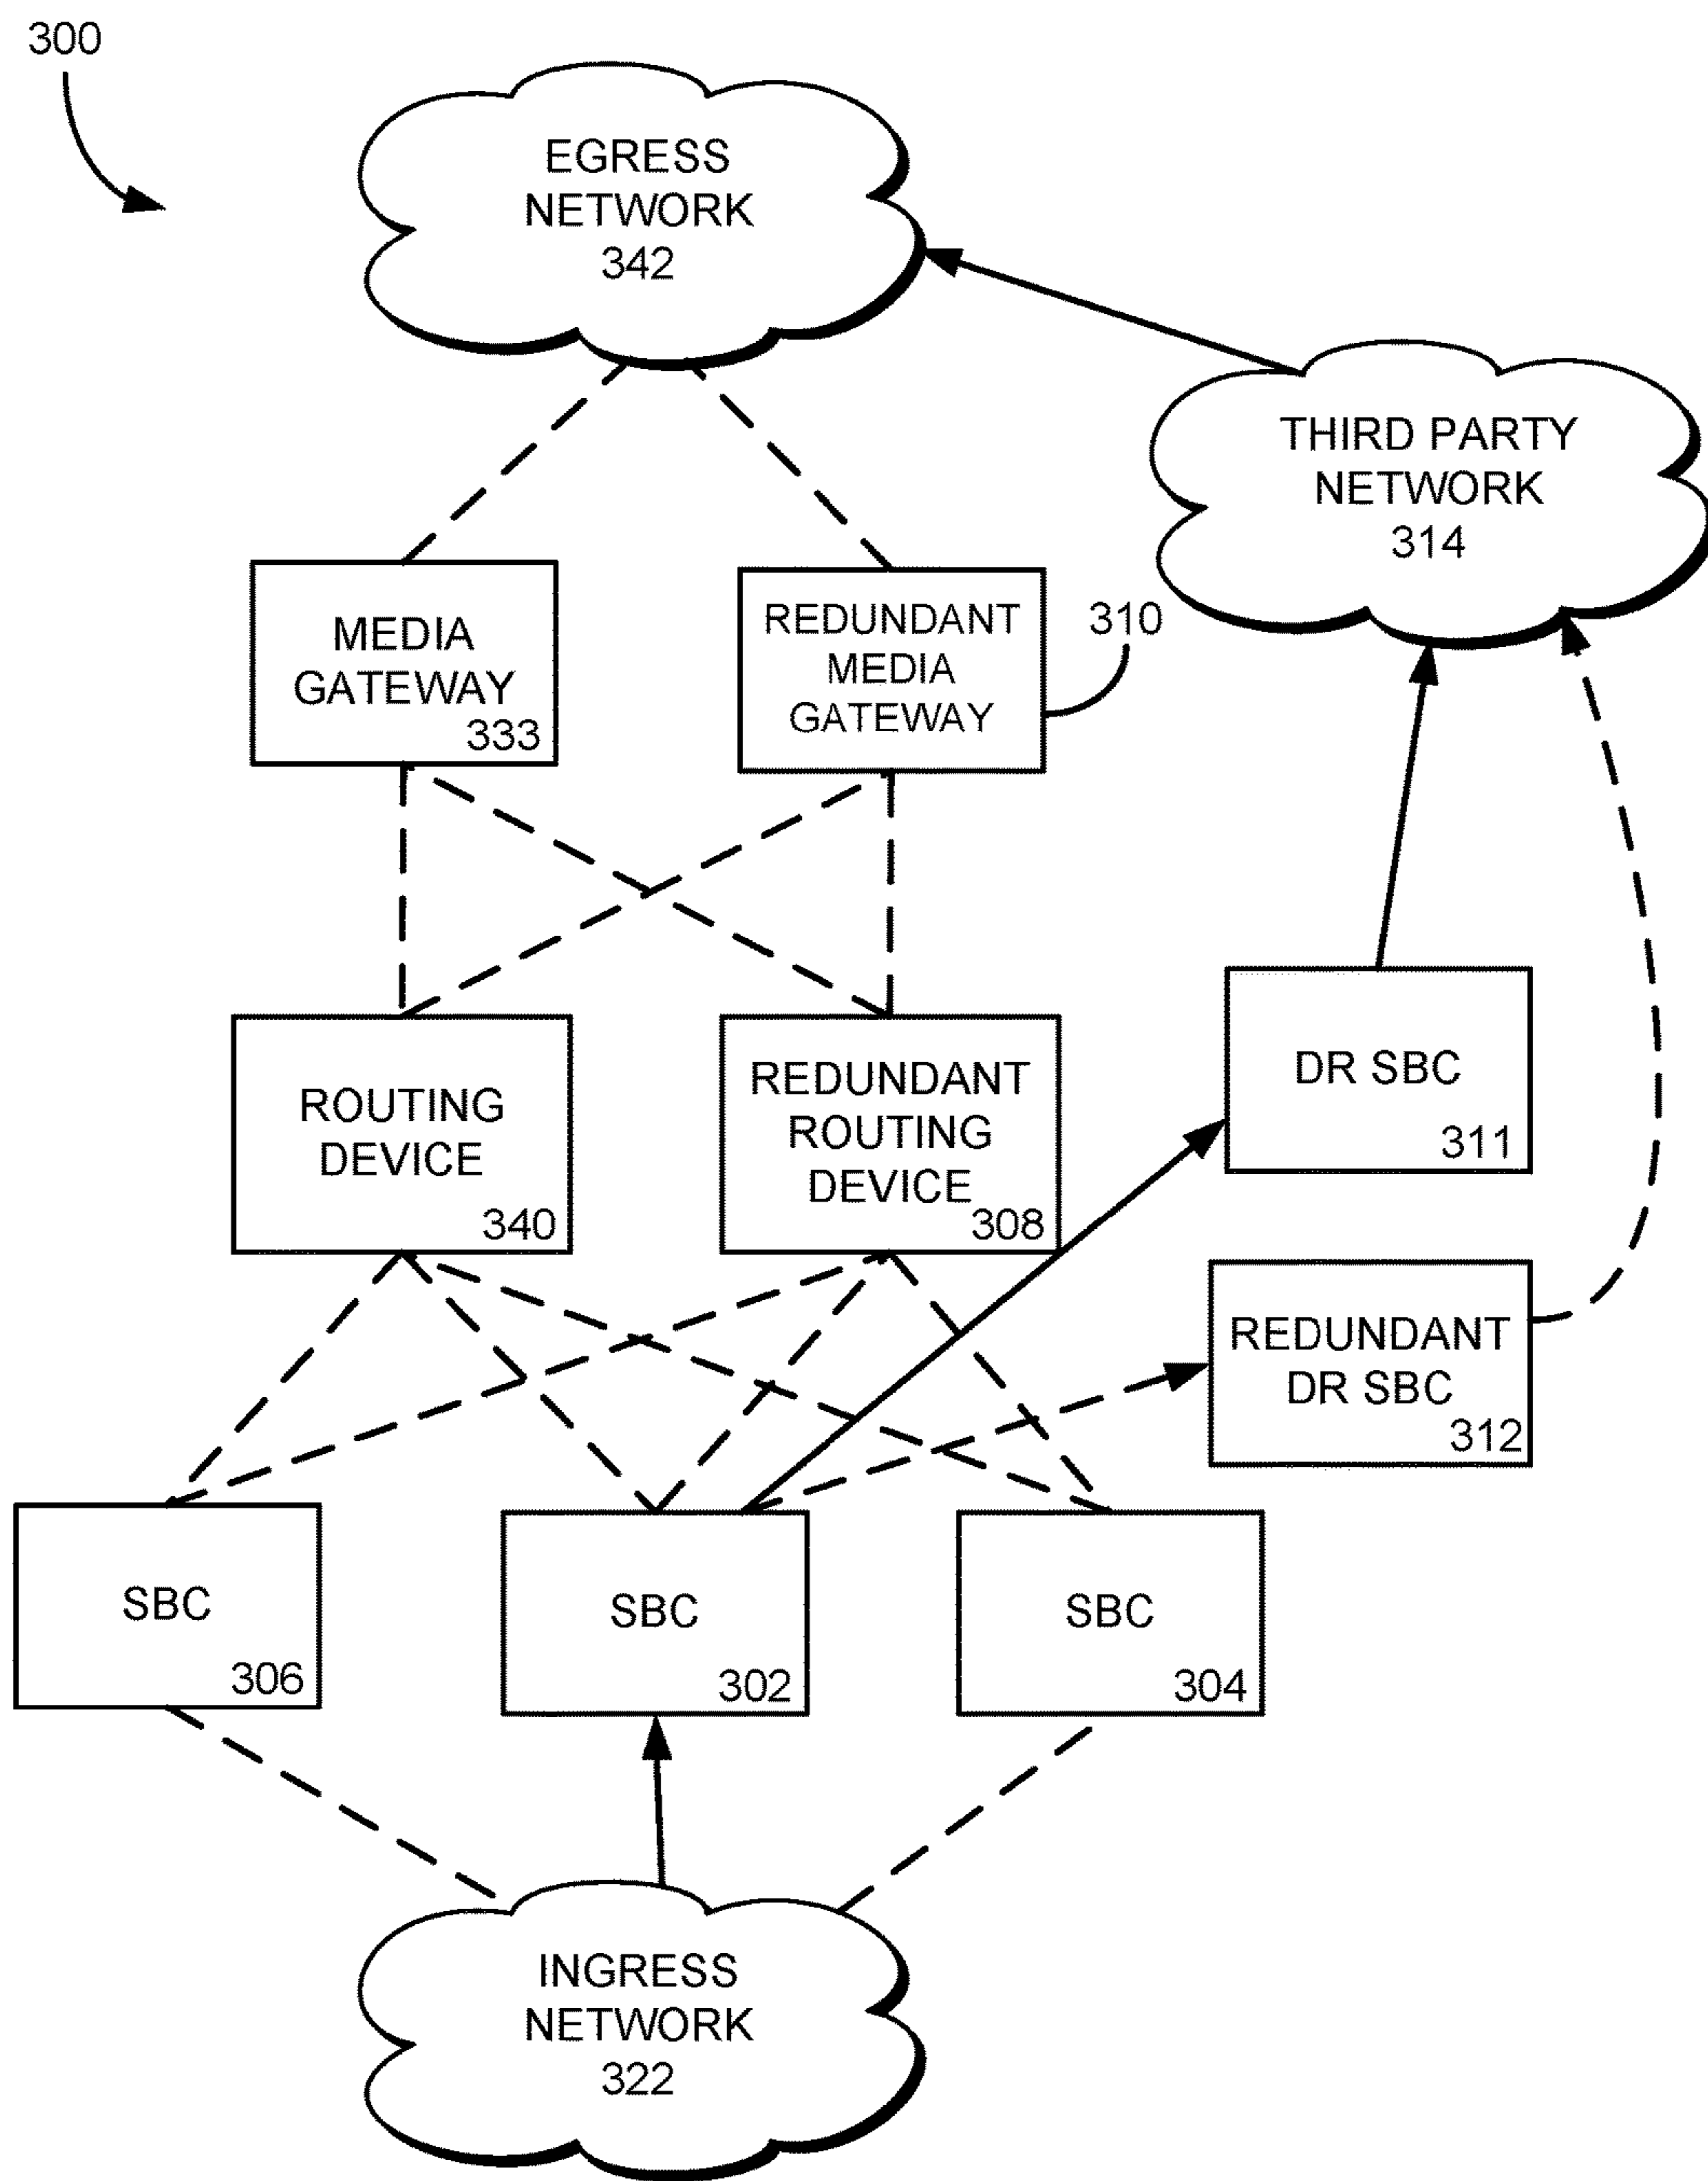 300
EGRESS
NETWORK
342
THIRD PARTY
NETWORK
314
MEDIA
GATEWAY
333
REDUNDANT
MEDIA
GATEWAY
310
ROUTING
DEVICE
340
REDUNDANT
ROUTING
DEVICE
308
DR SBC
311
REDUNDANT
DR SBC
312
SBC
306
SBC
302
SBC
304
INGRESS
NETWORK
322